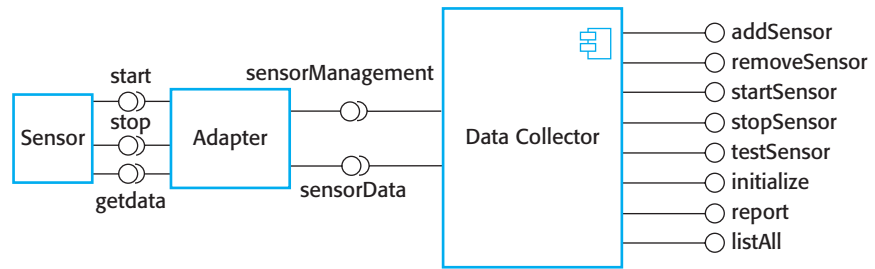 start
stop
getdata
Sensor
Adapter
sensorManagement
sensorData
Data Collector
addSensor
removeSensor
startSensor
stopSensor
testSensor
initialize
report
listAll